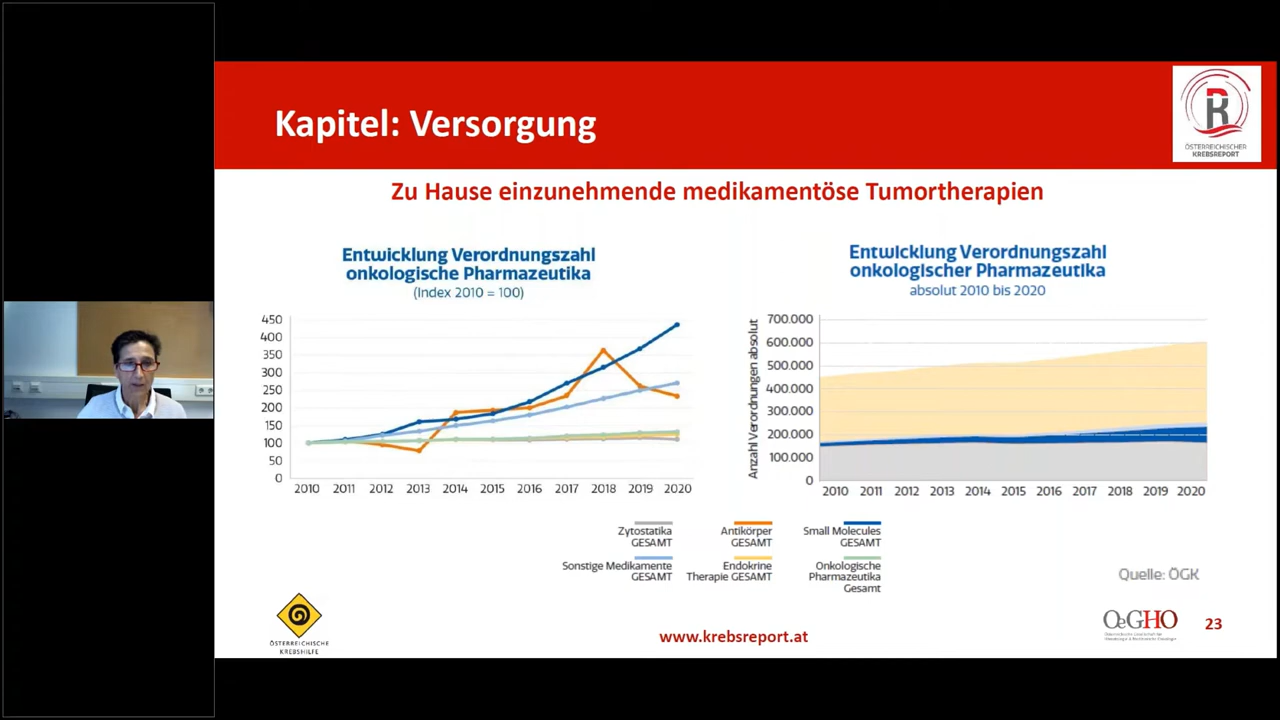 Kapitel: Versorgung
ÖSTERREICHISCHER
KREBSREPORT
Zu Hause einzunehmende medikamentöse Tumortherapien
Entwicklung Verordnungszahl
onkologische Pharmazeutika
(Index 2010 = 100)
450
400
350
300
250
200
150
100
50
0
2010 2011 2012 2013 2014 2015 2016 2017 2018 2019 2020
Entwicklung Verordnungszahl
onkologischer Pharmazeutika
absolut 2010 bis 2020
Anzahl Verordnungen absolut
700.000
600.000
500.000
400.000
300.000
200.000
100.000
0
2010 2011 2012 2013 2014 2015 2016 2017 2018 2019 2020
Zytostatika
GESAMT
Antikörper
GESAMT
Small Molecules
GESAMT
Sonstige Medikamente
GESAMT
Endokrine
Therapie GESAMT
Onkologische
Pharmazeutika
Gesamt
Quelle: ÖGK
ÖSTERREICHISCHE
KREBSHILFE
www.krebsreport.at
OeGHO
23